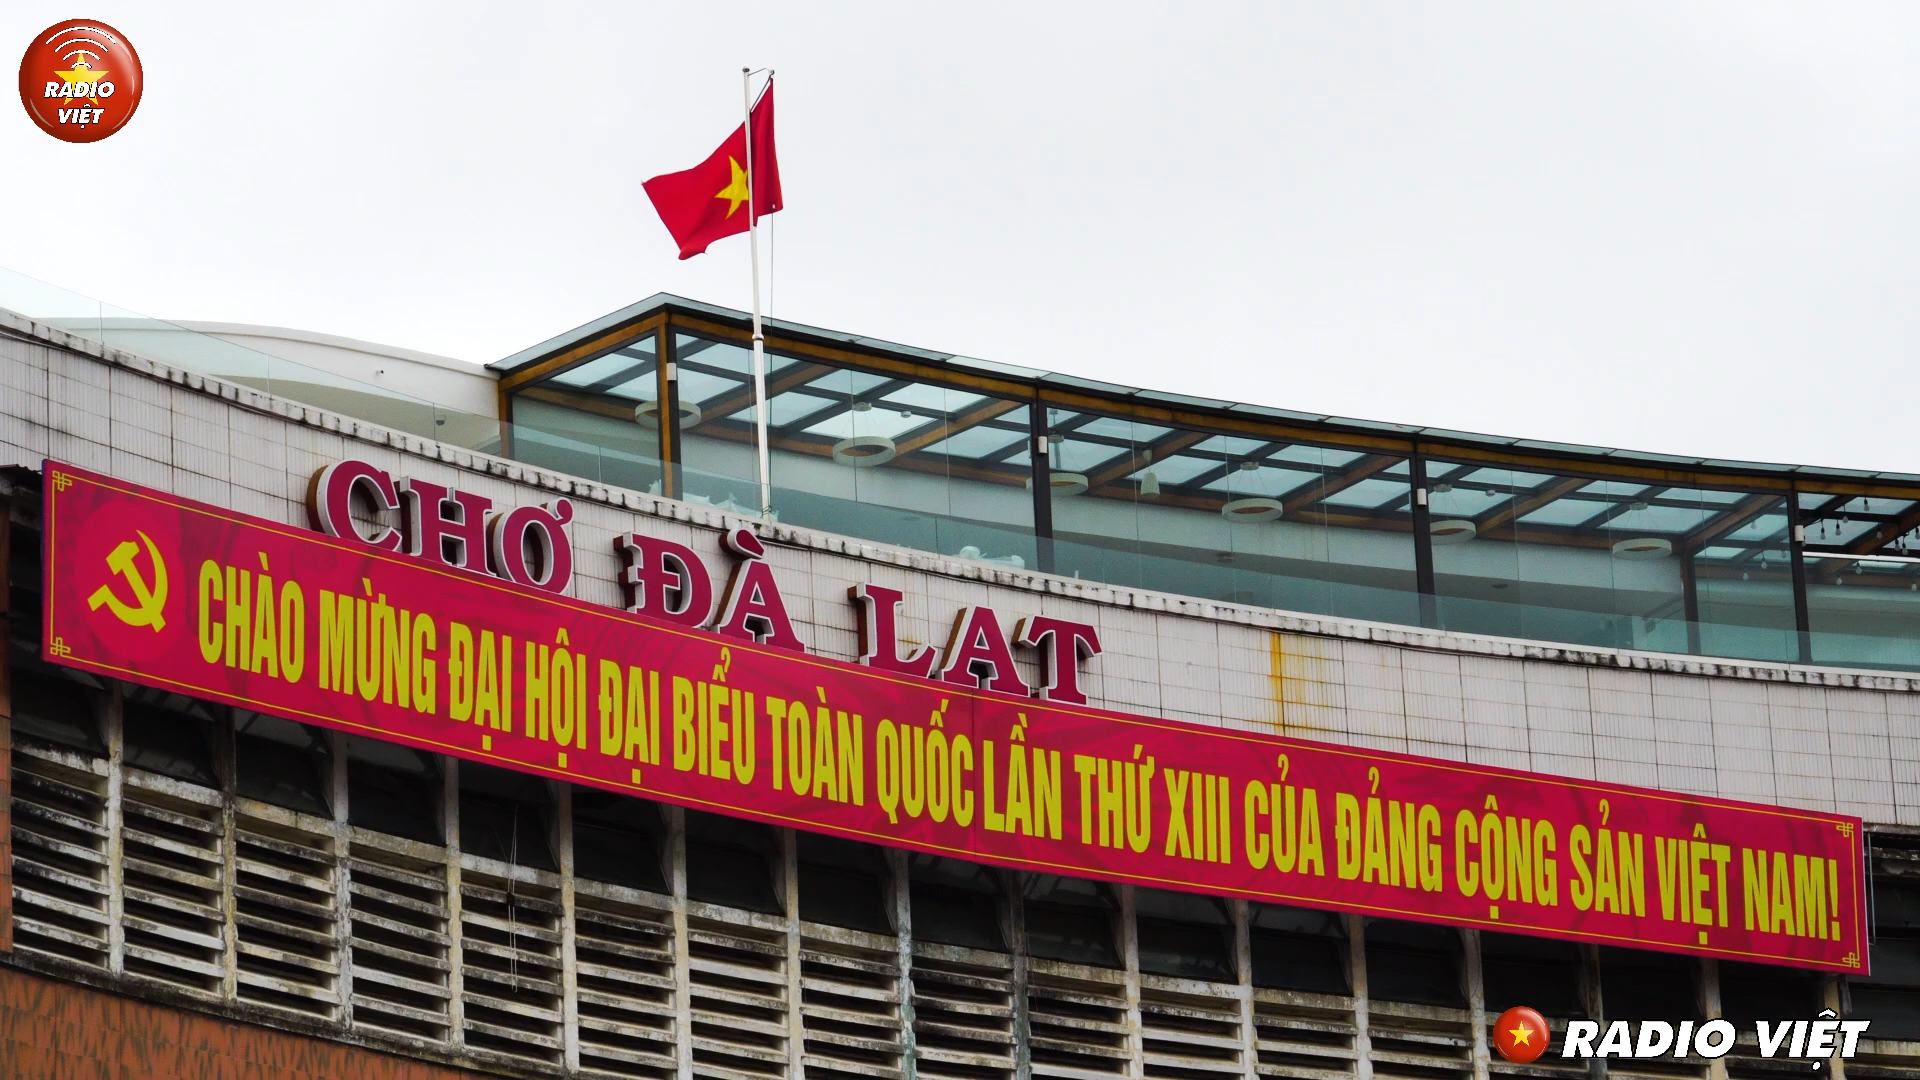 RADIO
VIỆT
CHỢ ĐÀ LẠT
CHÀO MỪNG ĐẠI HỘI ĐẠI BIỂU TOÀN QUỐC LẦN THỨ XIII CỦA ĐẢNG CỘNG SẢN VIỆT NAM!
RADIO VIỆT